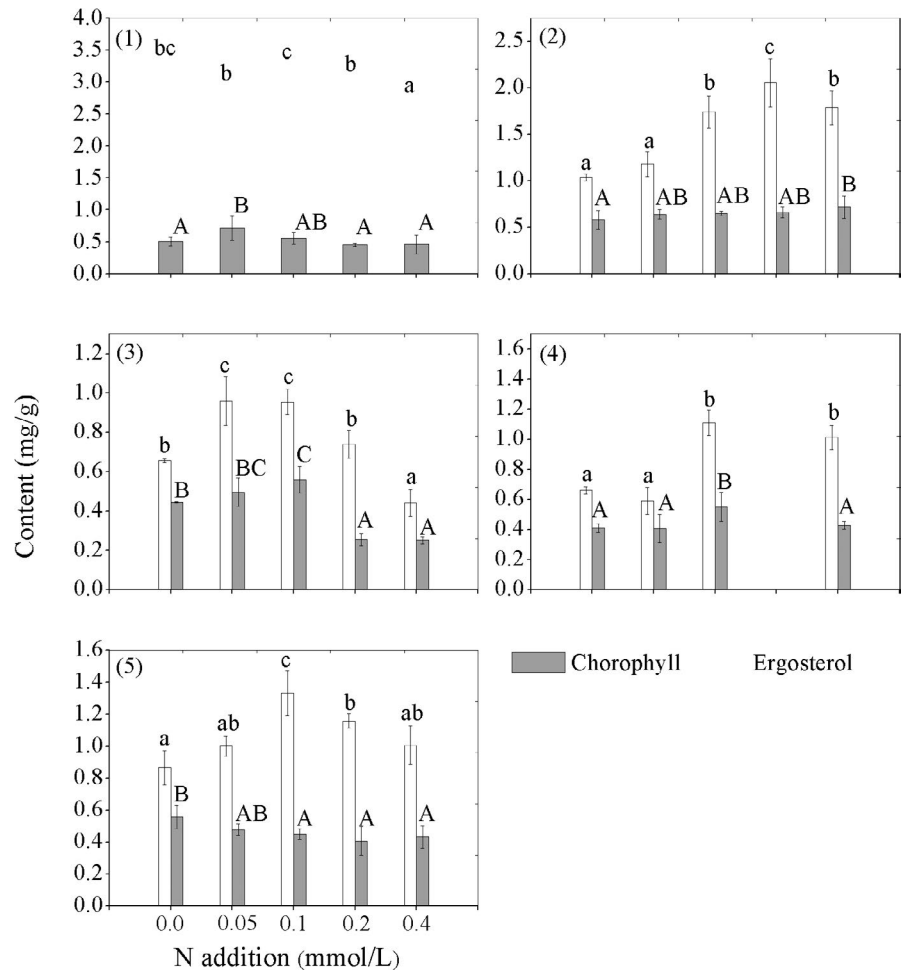 (1)
4.0
3.5
3.0
2.5
2.0
1.5
1.0
0.5
0.0
bc
b
c
b
a
A
B
AB
A
A
(2)
2.5
2.0
1.5
1.0
0.5
0.0
a
a
b
c
b
A
AB
AB
AB
B
(3)
1.2
1.0
0.8
0.6
0.4
0.2
0.0
b
c
c
b
a
B
BC
C
A
A
(4)
1.6
1.4
1.2
1.0
0.8
0.6
0.4
0.2
0.0
a
a
b
b
A
A
B
A
Content (mg/g)
(5)
1.6
1.4
1.2
1.0
0.8
0.6
0.4
0.2
0.0
a
ab
c
b
ab
B
AB
A
A
A
0.0 0.05 0.1 0.2 0.4
N addition (mmol/L)
Chorophyll Ergosterol